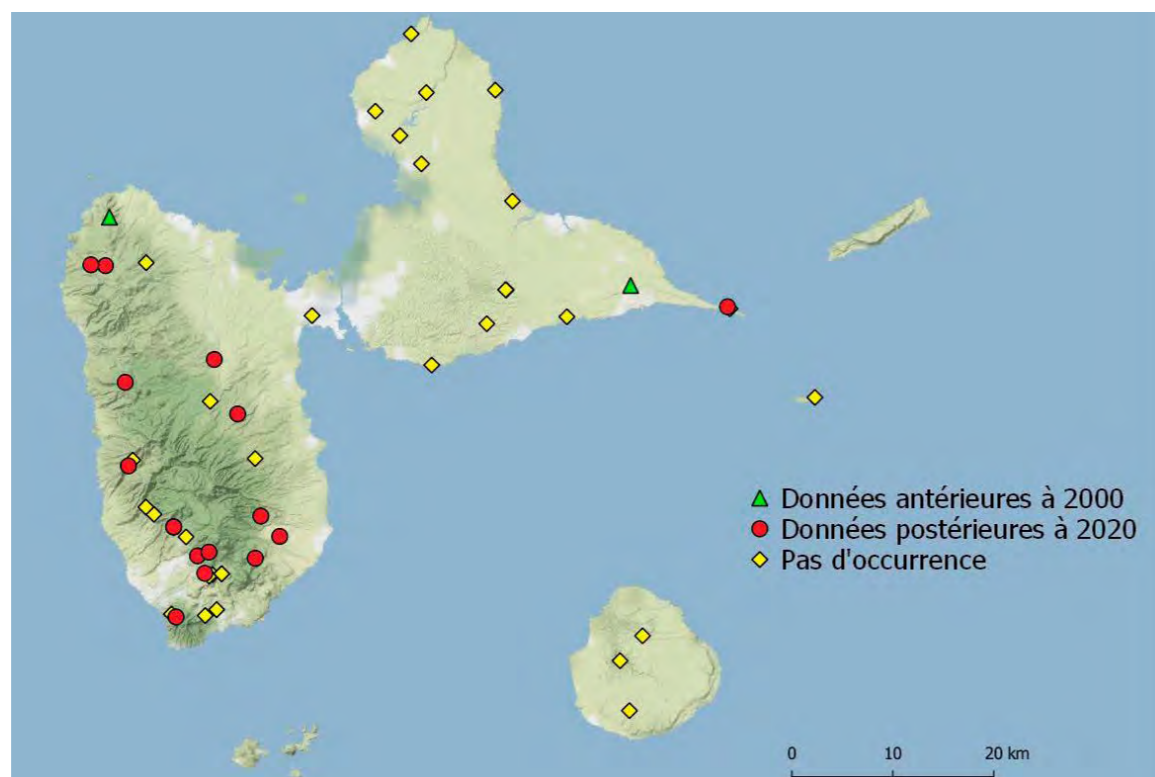 Données antérieures à 2000
Données postérieures à 2020
Pas d'occurrence
0 10 20 km